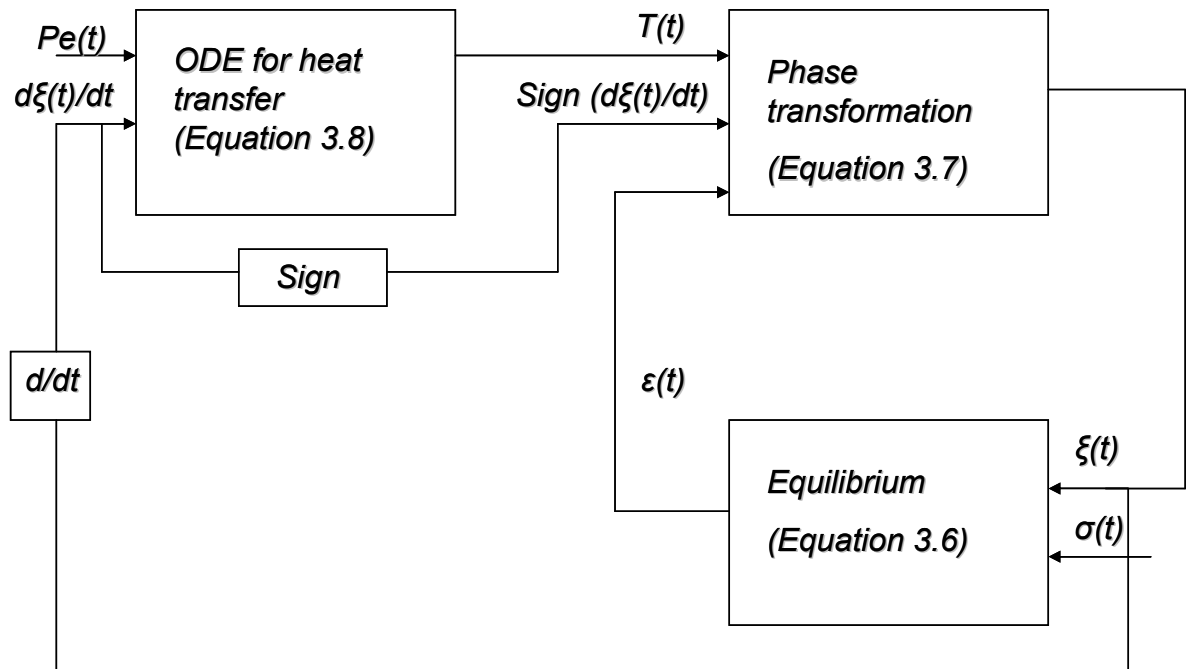 Pe(t)
dξ(t)/dt
ODE for heat
transfer
(Equation 3.8)
T(t)
Sign (dξ(t)/dt)
Phase
transformation
(Equation 3.7)
Sign
d/dt
ε(t)
Equilibrium
(Equation 3.6)
ξ(t)
σ(t)